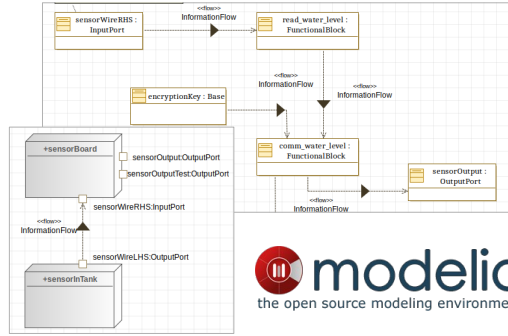 sensorWireRHS :
InputPort
<<flow>>
InformationFlow
read_water_level :
FunctionalBlock
<<flow>>
InformationFlow
<<flow>>
InformationFlow
encryptionKey : Base
comm_water_level :
FunctionalBlock
<<flow>>
InformationFlow
sensorOutput :
OutputPort
+sensorBoard
sensorOutput:OutputPort
sensorOutputTest:OutputPort
sensorWireRHS:InputPort
<<flow>>
InformationFlow
sensorWireLHS:OutputPort
+sensorInTank
modelio
the open source modeling environme